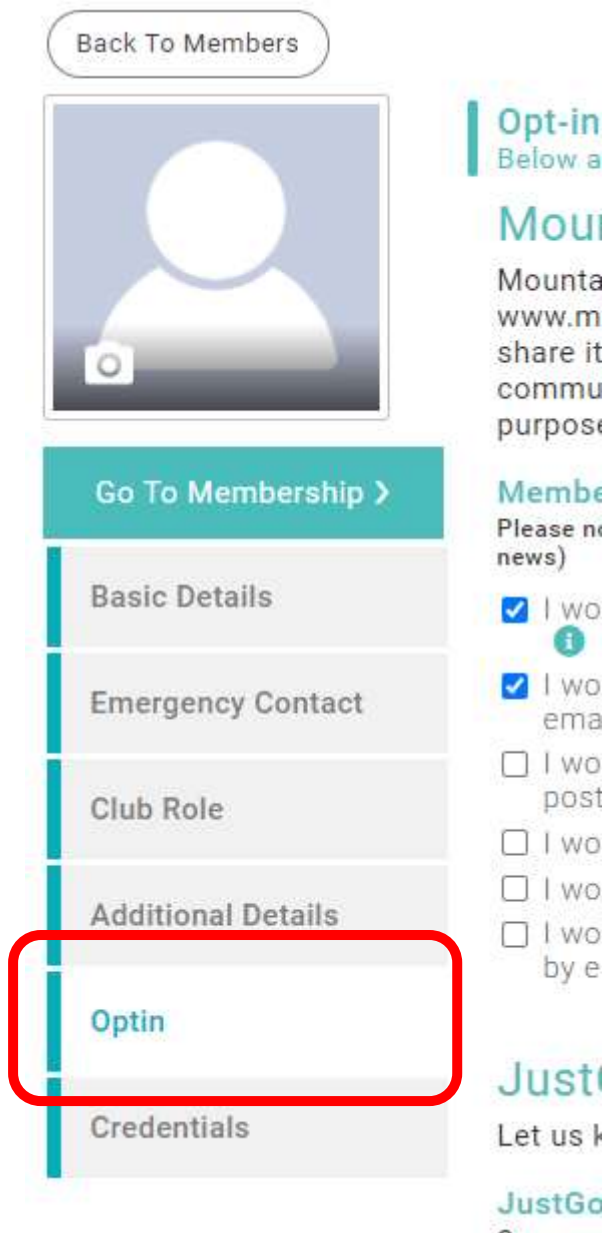 Back To Members
Go To Membership
Basic Details
Emergency Contact
Club Role
Additional Details
Optin
Credentials
Opt-in
Below a
Mour
Mounta
www.m
share it
commu
purpose
Membe
Please no
news)
I wo
I wo
ema
I wo
post
I wo
I wo
I wo
by e
Just
Let us k
JustGo